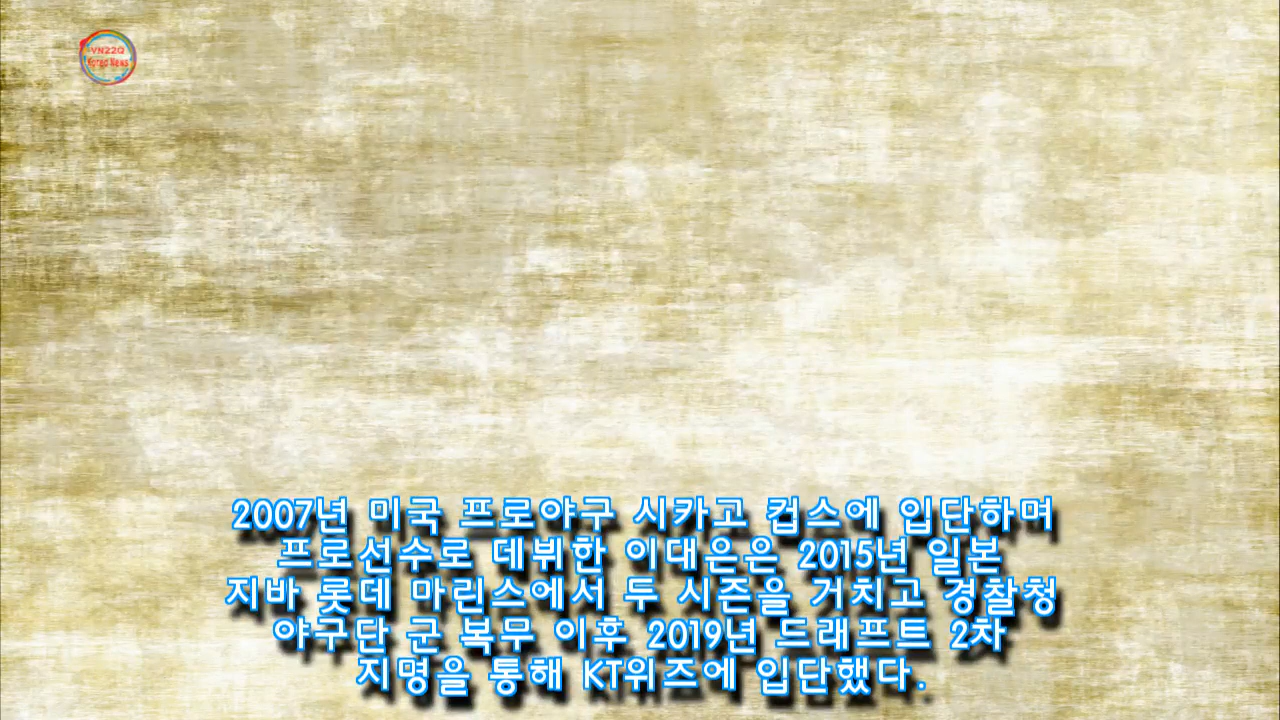 VN22Q
Korea News
2007년 미국 프로야구 시카고 컵스에 입단하며
프로선수로 데뷔한 이대은은 2015년 일본
지바 롯데 마린스에서 두 시즌을 거치고 경찰청
야구단 군 복무 이후 2019년 드래프트 2차
지명을 통해 KT위즈에 입단했다.